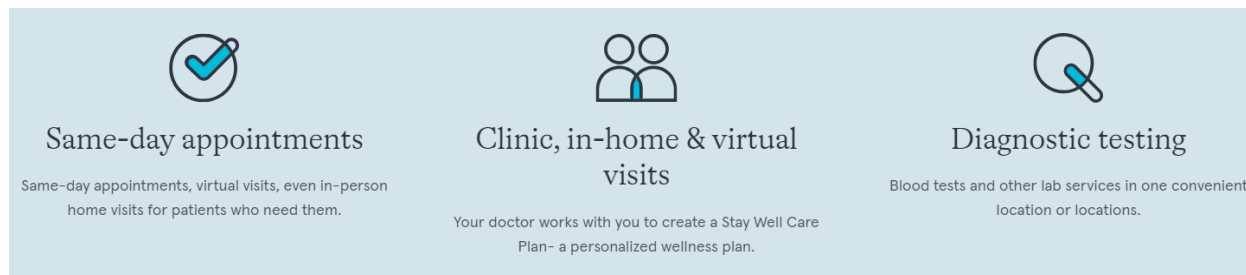 Same-day appointments
Same-day appointments, virtual visits, even in-person
home visits for patients who need them.
Clinic, in-home & virtual
visits
Your doctor works with you to create a Stay Well Care
Plan- a personalized wellness plan.
Diagnostic testing
Blood tests and other lab services in one convenient
location or locations.